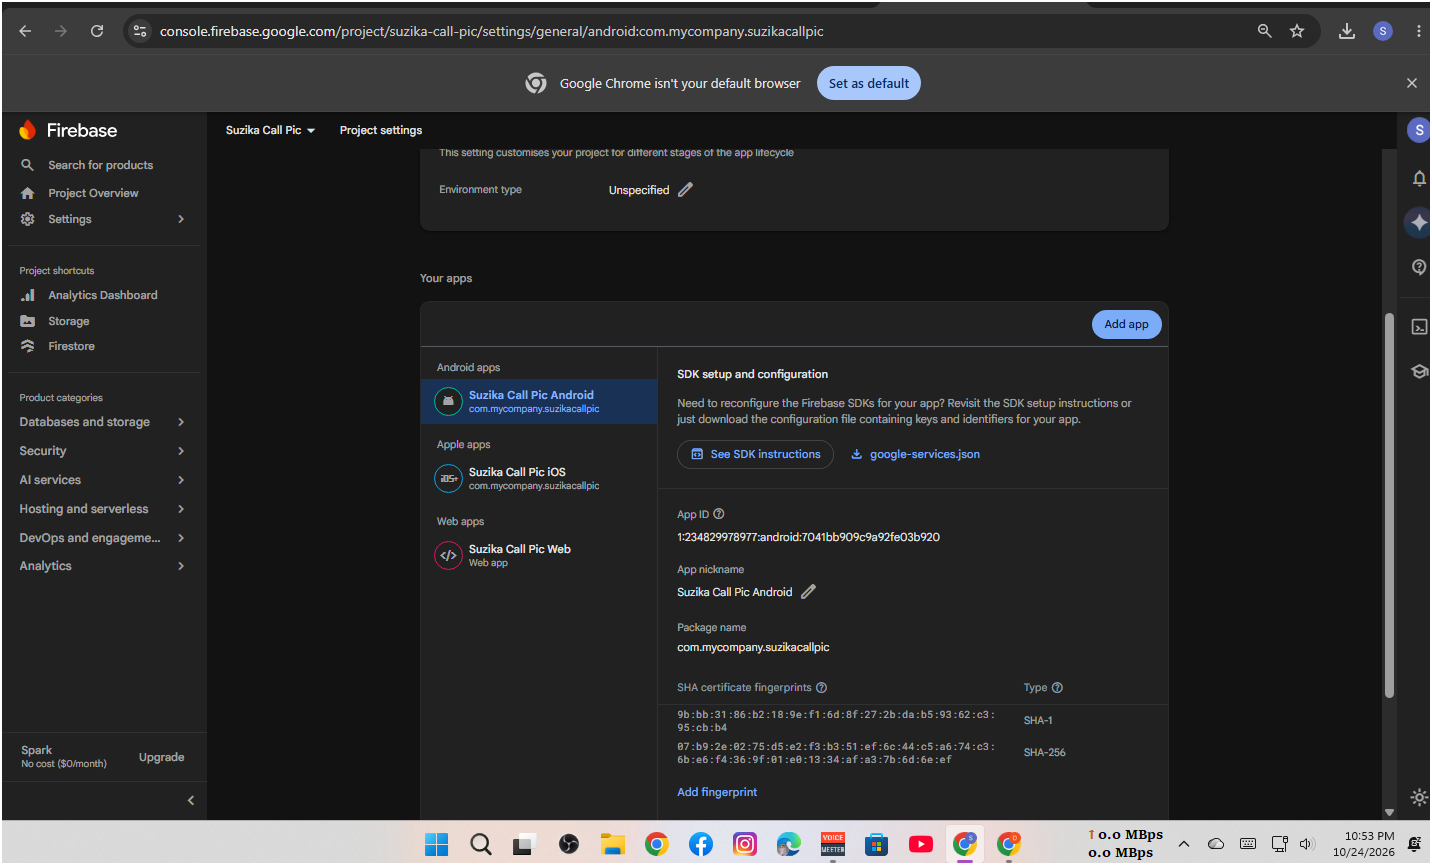 console.firebase.google.com/project/suzika-call-pic/settings/general/android:com.mycompany.suzikacallpic
S
Google Chrome isn't your default browser
Set as default
Firebase
Suzika Call Pic
Project settings
S
Search for products
Project Overview
Settings
Project shortcuts
Analytics Dashboard
Storage
Firestore
Product categories
Databases and storage
Security
AI services
Hosting and serverless
DevOps and engageme...
Analytics
Spark
No cost ($0/month)
Upgrade
This setting customises your project for different stages of the app lifecycle
Environment type
Unspecified
Your apps
Add app
Android apps
Suzika Call Pic Android
com.mycompany.suzikacallpic
Apple apps
iOS+
Suzika Call Pic iOS
com.mycompany.suzikacallpic
Web apps
Suzika Call Pic Web
Web app
SDK setup and configuration
Need to reconfigure the Firebase SDKs for your app? Revisit the SDK setup instructions or
just download the configuration file containing keys and identifiers for your app.
See SDK instructions
google-services.json
App ID
1:234829978977:android:7041bb909c9a92fe03b920
App nickname
Suzika Call Pic Android
Package name
com.mycompany.suzikacallpic
SHA certificate fingerprints
Type
9b:bb:31:86:b2:18:9e:f1:6d:8f:27:2b:da:b5:93:62:c3:
95:cb:b4
SHA-1
07:b9:2e:02:75:d5:e2:f3:b3:51:ef:6c:44:c5:a6:74:c3:
6b:e6:f4:36:9f:01:e0:13:34:af:a3:7b:6d:6e:ef
SHA-256
Add fingerprint
VOICE
MEETER
S
D
0.0 MBps
0.0 MBps
10:53 PM
10/24/2026